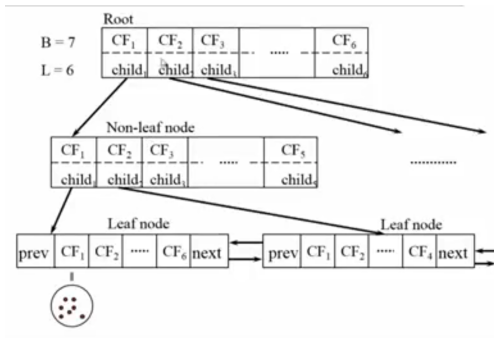 Root
B = 7
L = 6
CF₁ CF₂ CF₃ ..... CF₆
child₁ child₂ child₃ child₆
Non-leaf node
CF₁ CF₂ CF₃ ..... CF₅
child₁ child₂ child₃ child₅
Leaf node
prev CF₁ CF₂ ..... CF₆ next
Leaf node
prev CF₁ CF₂ ..... CF₄ next